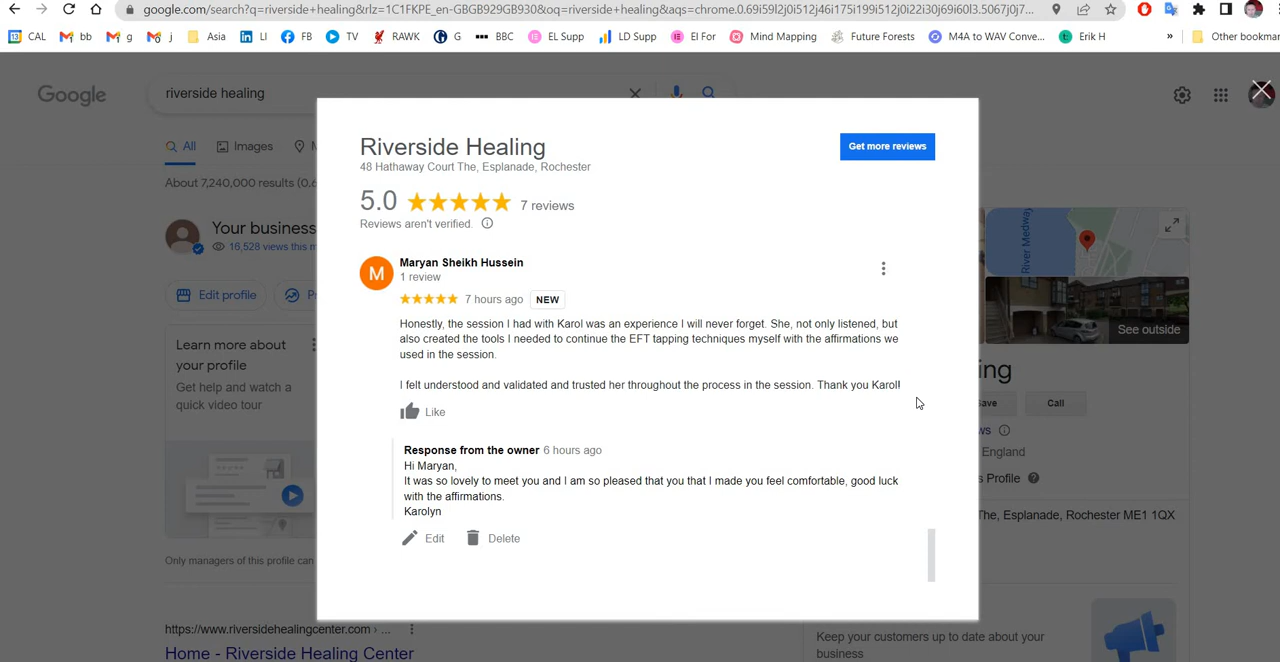 google.com/search?q=riverside+healing&rlz=1C1FKPE_en-GBGB929GB930&oq=riverside+healing&aqs=chrome.0.69i59l2j0i512j46i175i199i512j0i22i30j69i60l3.5067j0j7...
CAL bb g j Asia LI FB TV RAWK G BBC EL Supp LD Supp El For Mind Mapping Future Forests M4A to WAV Conve... Erik H » Other bookmar
Google
riverside healing
All Images M
About 7,240,000 results (0.6
Your business
16,528 views this m
Edit profile P
Learn more about
your profile
Get help and watch a
quick video tour
Only managers of this profile can
https://www.riversidehealingcenter.com › ...
Home - Riverside Healing Center
Riverside Healing
Get more reviews
48 Hathaway Court The, Esplanade, Rochester
5.0 7 reviews
Reviews aren't verified.
M
Maryan Sheikh Hussein
1 review
7 hours ago NEW
Honestly, the session I had with Karol was an experience I will never forget. She, not only listened, but
also created the tools I needed to continue the EFT tapping techniques myself with the affirmations we
used in the session.
I felt understood and validated and trusted her throughout the process in the session. Thank you Karol!
Like
Response from the owner 6 hours ago
Hi Maryan,
It was so lovely to meet you and I am so pleased that you that I made you feel comfortable, good luck
with the affirmations.
Karolyn
Edit Delete
River Medway
See outside
ing
ave Call
ws
England
s Profile
The, Esplanade, Rochester ME1 1QX
Keep your customers up to date about your
business